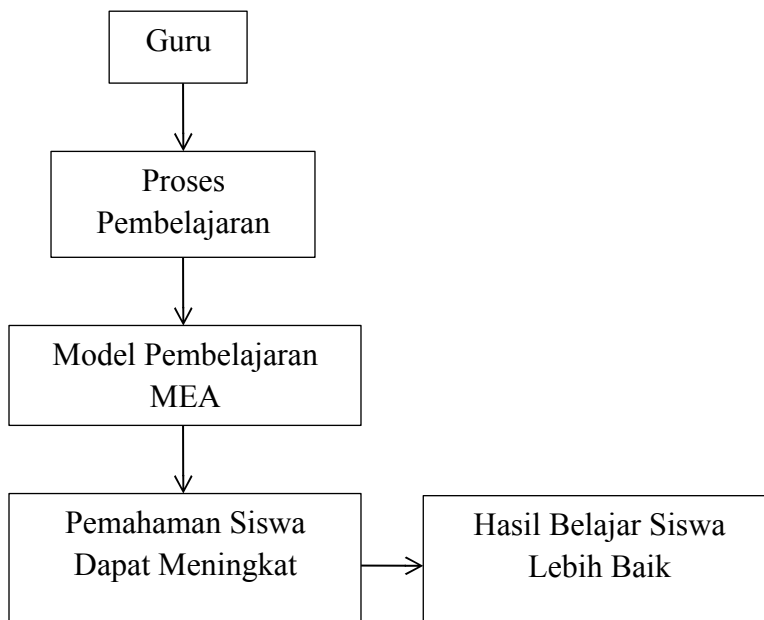 Guru
Proses
Pembelajaran
Model Pembelajaran
MEA
Pemahaman Siswa
Dapat Meningkat
Hasil Belajar Siswa
Lebih Baik